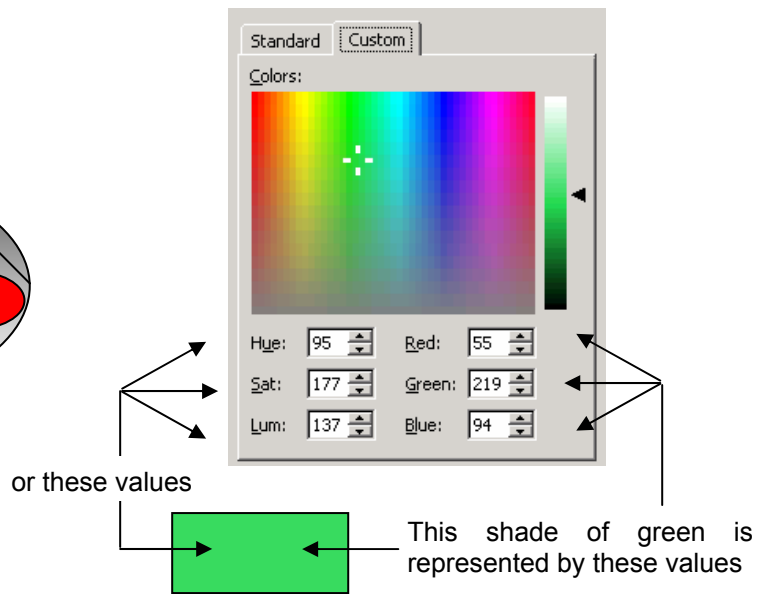 Standard Custom
Colors:
Hue: 95 Red: 55
Sat: 177 Green: 219
Lum: 137 Blue: 94
or these values
This shade of green is
represented by these values